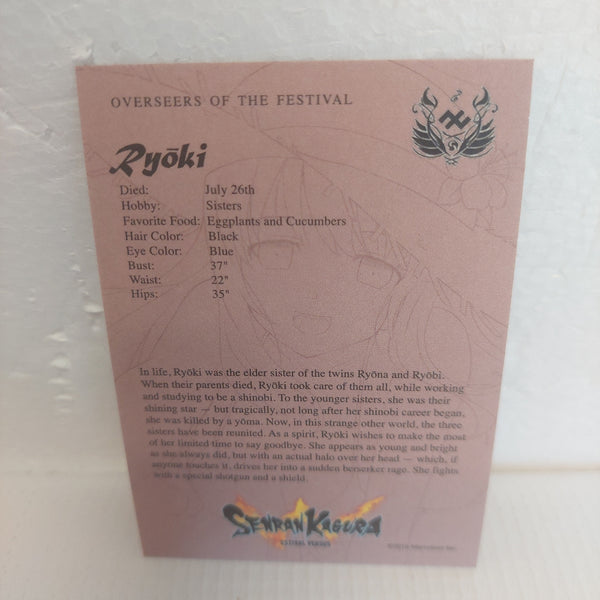 OVERSEERS OF THE FESTIVAL
Ryōki
Died: July 26th
Hobby: Sisters
Favorite Food: Eggplants and Cucumbers
Hair Color: Black
Eye Color: Blue
Bust: 37"
Waist: 22"
Hips: 35"
In life, Ryōki was the elder sister of the twins Ryōna and Ryōbi.
When their parents died, Ryōki took care of them all, while working
and studying to be a shinobi. To the younger sisters, she was their
shining star — but tragically, not long after her shinobi career began,
she was killed by a yōma. Now, in this strange other world, the three
sisters have been reunited. As a spirit, Ryōki wishes to make the most
of her limited time to say goodbye. She appears as young and bright
as she always did, but with an actual halo over her head — which, if
anyone touches it, drives her into a sudden berserker rage. She fights
with a special shotgun and a shield.
SENRAN KAGURA
ESTIVAL VERSUS
Marvelous Inc.